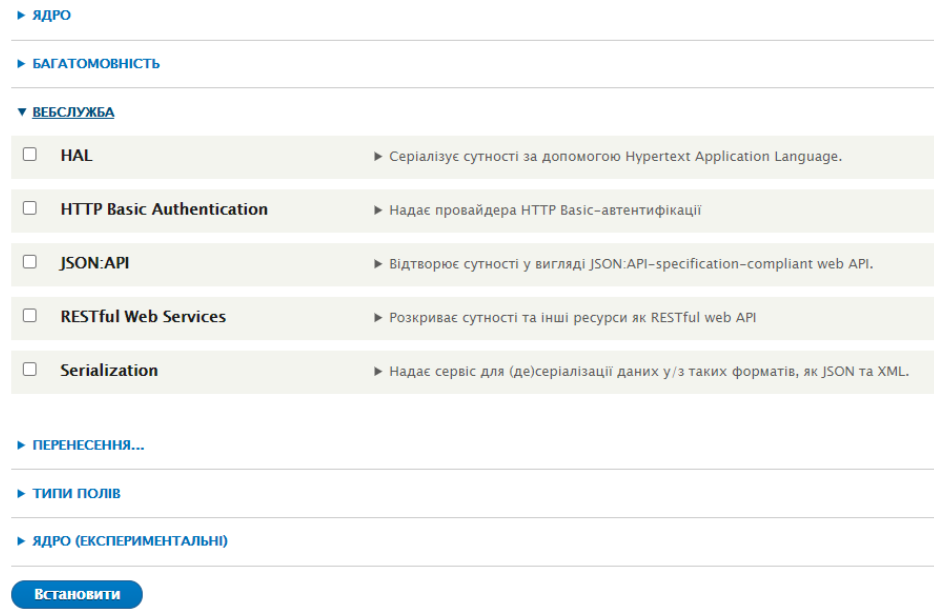 ЯДРО
БАГАТОМОВНІСТЬ
ВЕБСЛУЖБА
HAL Серіалізує сутності за допомогою Hypertext Application Language.
HTTP Basic Authentication Надає провайдера HTTP Basic-автентифікації
JSON:API Відтворює сутності у вигляді JSON:API-specification-compliant web API.
RESTful Web Services Розкриває сутності та інші ресурси як RESTful web API
Serialization Надає сервіс для (де)серіалізації даних у/з таких форматів, як JSON та XML.
ПЕРЕНЕСЕННЯ...
ТИПИ ПОЛІВ
ЯДРО (ЕКСПЕРИМЕНТАЛЬНІ)
Встановити